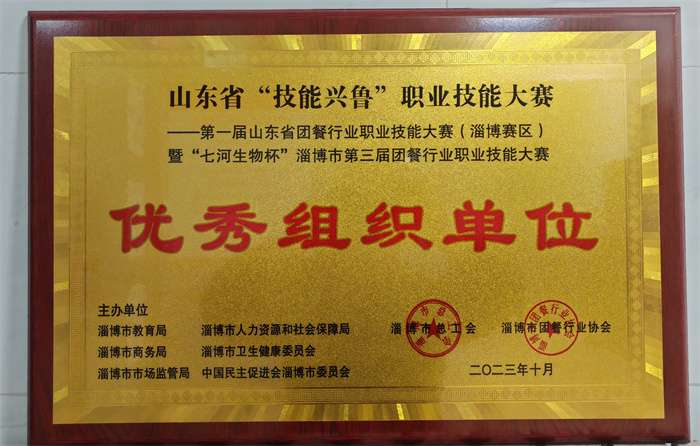 山东省“技能兴鲁”职业技能大赛
——第一届山东省团餐行业职业技能大赛（淄博赛区）
暨“七河生物杯”淄博市第三届团餐行业职业技能大赛
优秀组织单位
主办单位
淄博市教育局 淄博市人力资源和社会保障局 淄博市总工会 淄博市团餐行业协会
淄博市商务局 淄博市卫生健康委员会
淄博市市场监管局 中国民主促进会淄博市委员会 二〇二三年十月